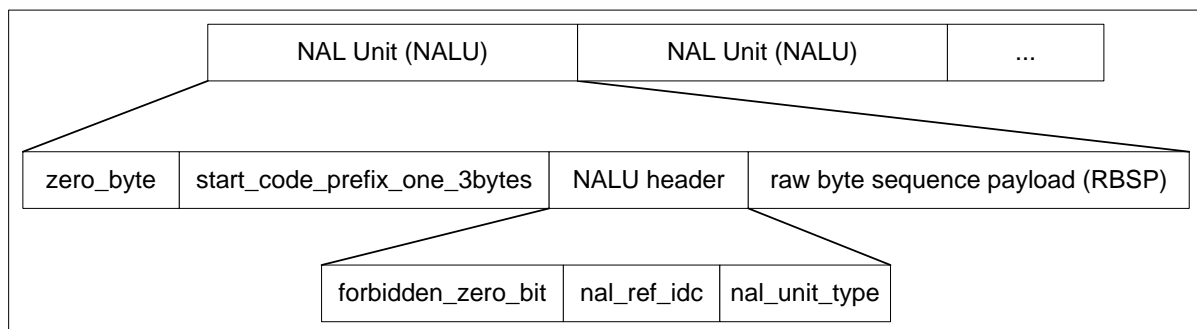 NAL Unit (NALU) NAL Unit (NALU) ...
zero_byte start_code_prefix_one_3bytes NALU header raw byte sequence payload (RBSP)
forbidden_zero_bit nal_ref_idc nal_unit_type